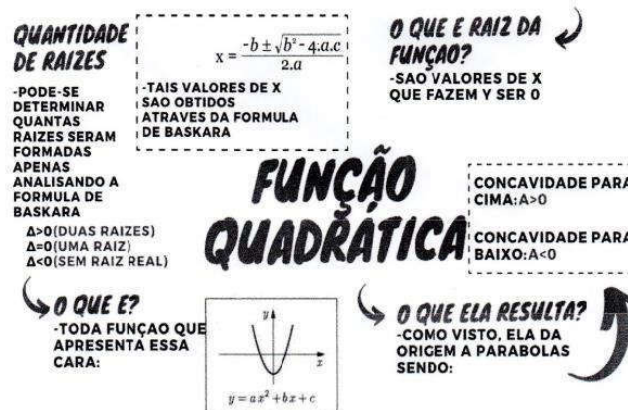 QUANTIDADE
DE RAIZES
-PODE-SE
DETERMINAR
QUANTAS
RAIZES SERAM
FORMADAS
APENAS
ANALISANDO A
FORMULA DE
BASKARA
Δ>0(DUAS RAIZES)
Δ=0(UMA RAIZ)
Δ<0(SEM RAIZ REAL)
x = -b ± √b² - 4.a.c / 2.a
-TAIS VALORES DE X
SAO OBTIDOS
ATRAVES DA FORMULA
DE BASKARA
O QUE E RAIZ DA
FUNÇAO?
-SAO VALORES DE X
QUE FAZEM Y SER 0
FUNÇÃO
QUADRÁTICA
CONCAVIDADE PARA
CIMA:A>0
CONCAVIDADE PARA
BAIXO:A<0
O QUE E?
-TODA FUNÇAO QUE
APRESENTA ESSA
CARA:
y
x
y = ax² + bx + c
O QUE ELA RESULTA?
-COMO VISTO, ELA DA
ORIGEM A PARABOLAS
SENDO: